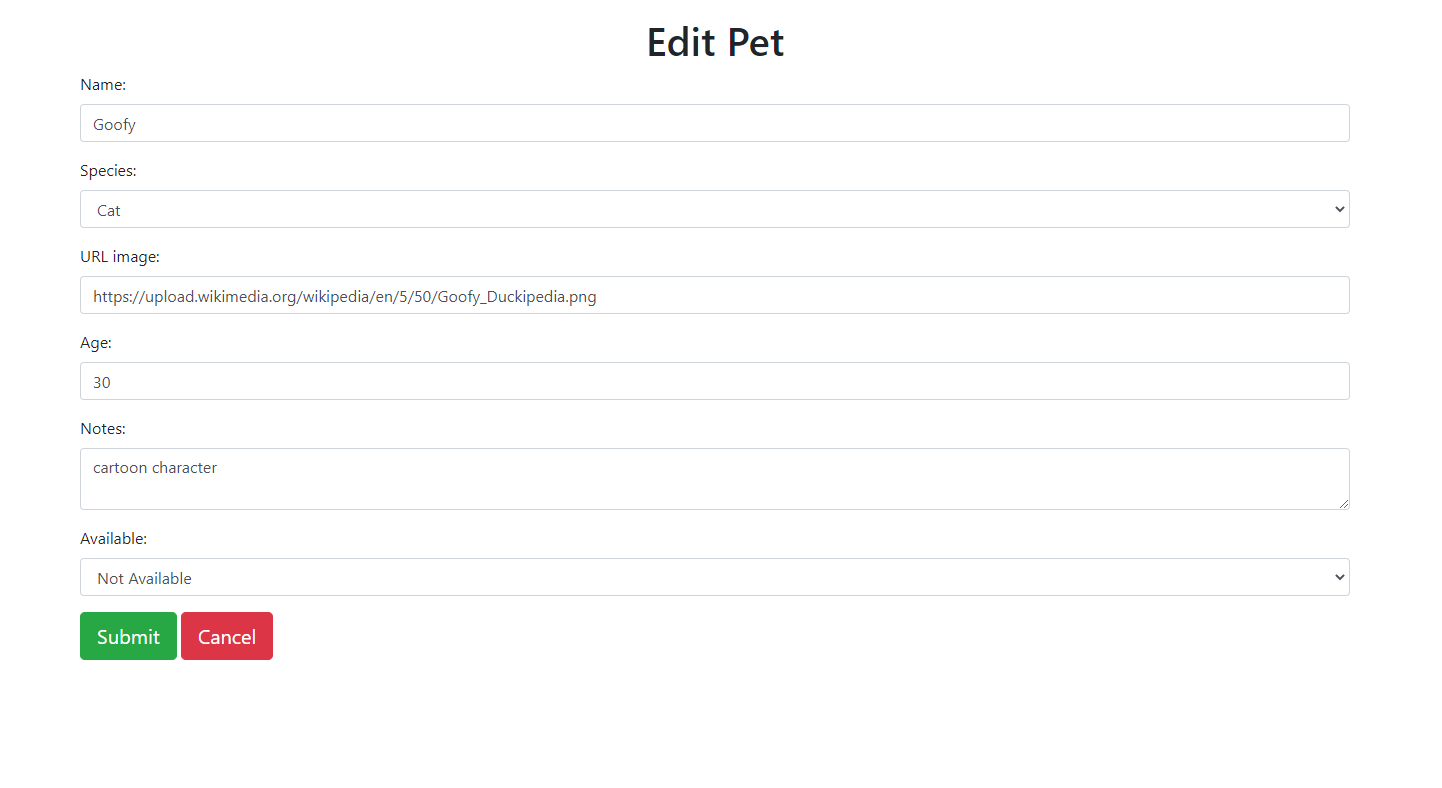 Edit Pet
Name:
Goofy
Species:
Cat
URL image:
https://upload.wikimedia.org/wikipedia/en/5/50/Goofy_Duckipedia.png
Age:
30
Notes:
cartoon character
Available:
Not Available
Submit Cancel